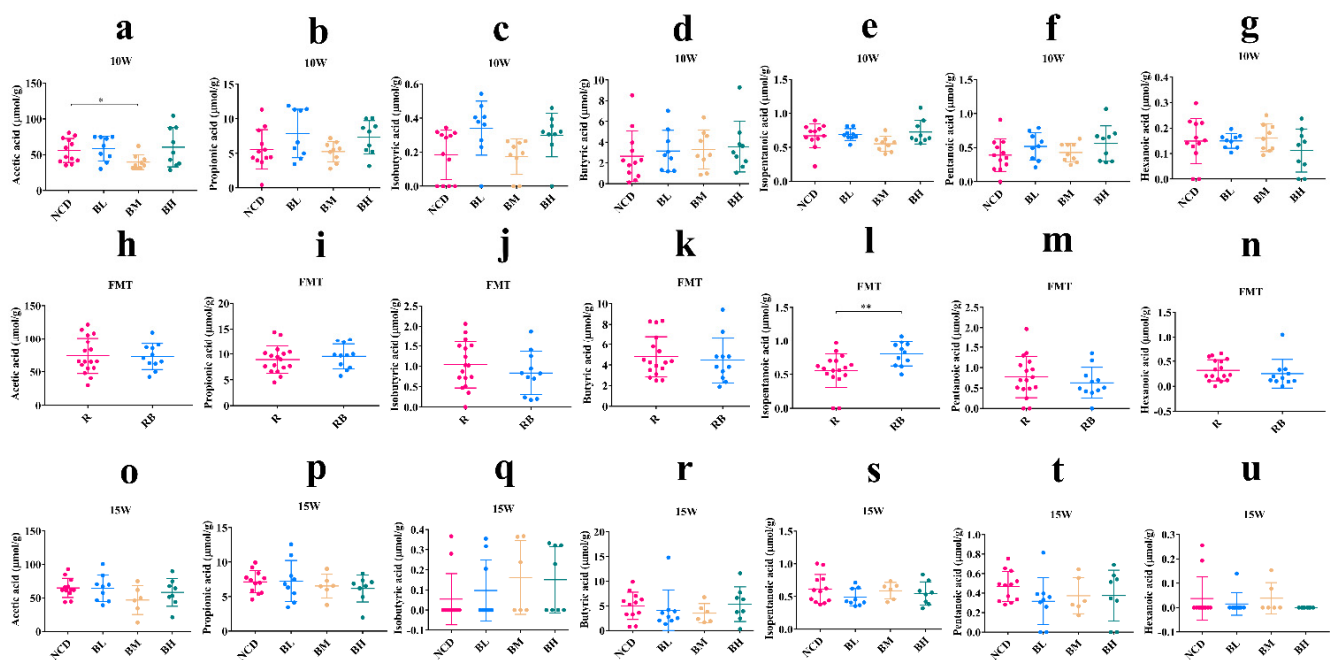 a b c d e f g
10W 10W 10W 10W 10W 10W 10W
Acetic acid (μmol/g) 150 100 50 0 NCD BL BM BH *
Propionic acid (μmol/g) 15 10 5 0 NCD BL BM BH
Isobutyric acid (μmol/g) 0.6 0.4 0.2 0.0 NCD BL BM BH
Butyric acid (μmol/g) 10 8 6 4 2 0 NCD BL BM BH
Isopentanoic acid (μmol/g) 1.5 1.0 0.5 0.0 NCD BL BM BH
Pentanoic acid (μmol/g) 1.5 1.0 0.5 0.0 NCD BL BM BH
Hexanoic acid (μmol/g) 0.4 0.3 0.2 0.1 0.0 NCD BL BM BH
h i j k l m n
FMT FMT FMT FMT FMT FMT FMT
Acetic acid (μmol/g) 150 100 50 0 R RB
Propionic acid (μmol/g) 20 15 10 5 0 R RB
Isobutyric acid (μmol/g) 2.5 2.0 1.5 1.0 0.5 0.0 R RB
Butyric acid (μmol/g) 10 8 6 4 2 0 R RB
Isopentanoic acid (μmol/g) 1.5 1.0 0.5 0.0 R RB **
Pentanoic acid (μmol/g) 2.5 2.0 1.5 1.0 0.5 0.0 R RB
Hexanoic acid (μmol/g) 1.5 1.0 0.5 0.0 -0.5 R RB
o p q r s t u
15W 15W 15W 15W 15W 15W 15W
Acetic acid (μmol/g) 150 100 50 0 NCD BL BM BH
Propionic acid (μmol/g) 15 10 5 0 NCD BL BM BH
Isobutyric acid (μmol/g) 0.4 0.3 0.2 0.1 0.0 -0.1 NCD BL BM BH
Butyric acid (μmol/g) 20 15 10 5 0 NCD BL BM BH
Isopentanoic acid (μmol/g) 1.5 1.0 0.5 0.0 NCD BL BM BH
Pentanoic acid (μmol/g) 1.0 0.8 0.6 0.4 0.2 0.0 NCD BL BM BH
Hexanoic acid (μmol/g) 0.3 0.2 0.1 0.0 -0.1 NCD BL BM BH